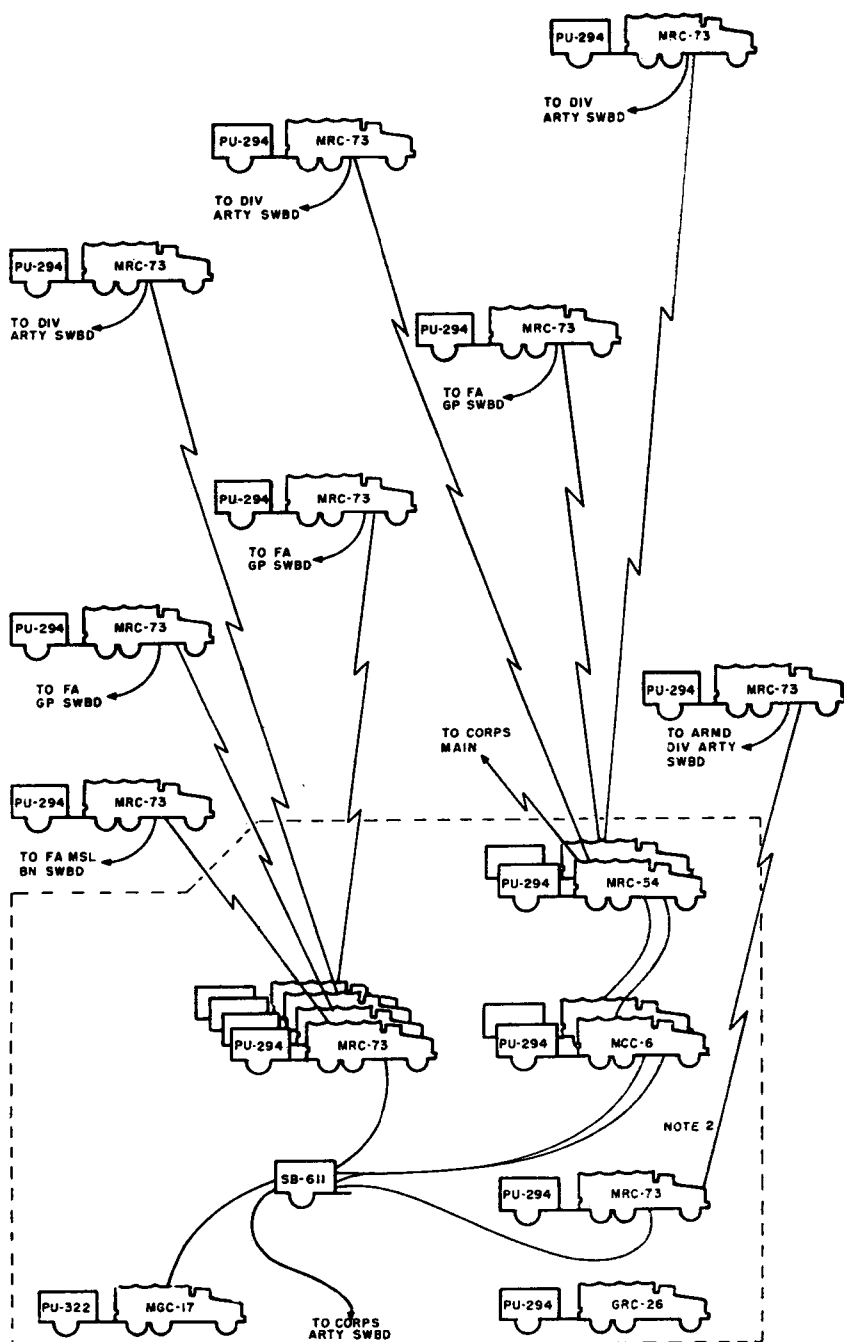 PU-294 MRC-73
TO DIV
ARTY SWBD
PU-294 MRC-73
TO DIV
ARTY SWBD
PU-294 MRC-73
TO DIV
ARTY SWBD
PU-294 MRC-73
TO FA
GP SWBD
PU-294 MRC-73
TO FA
GP SWBD
PU-294 MRC-73
TO FA
GP SWBD
PU-294 MRC-73
TO ARMD
DIV ARTY
SWBD
TO CORPS
MAIN
PU-294 MRC-73
TO FA MSL
BN SWBD
PU-294 MRC-54
PU-294 MRC-73
PU-294 MCC-6
NOTE 2
SB-611
PU-294 MRC-73
PU-322 MGC-17
TO CORPS
ARTY SWBD
PU-294 GRC-26